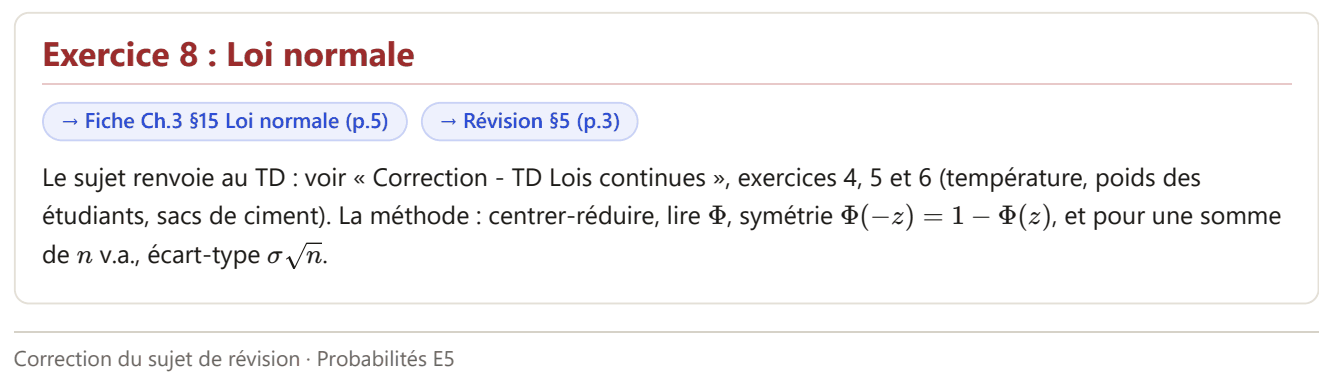 Exercice 8 : Loi normale
→ Fiche Ch.3 §15 Loi normale (p.5) → Révision §5 (p.3)
Le sujet renvoie au TD : voir « Correction - TD Lois continues », exercices 4, 5 et 6 (température, poids des
étudiants, sacs de ciment). La méthode : centrer-réduire, lire Φ, symétrie Φ(−z) = 1 − Φ(z), et pour une somme
de n v.a., écart-type σ√n.
Correction du sujet de révision · Probabilités E5